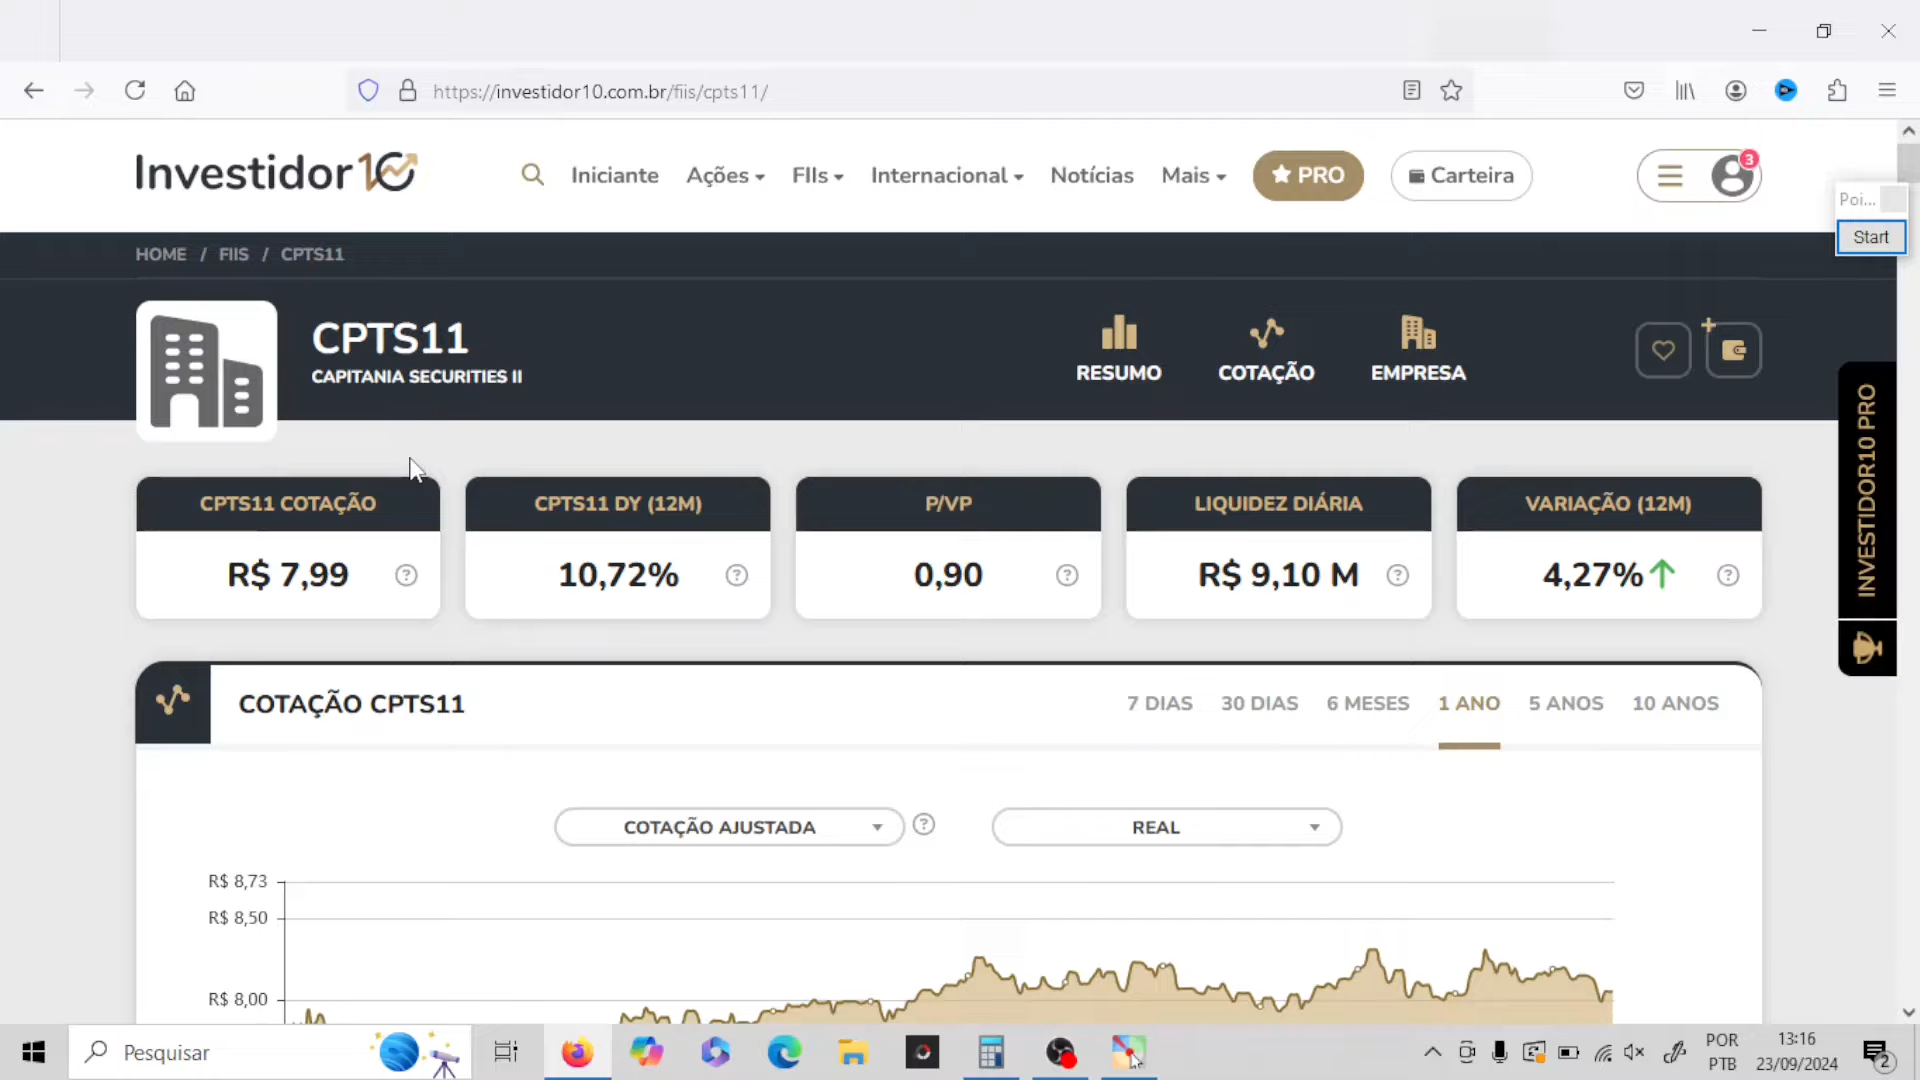 https://investidor10.com.br/fiis/cpts11/
Investidor10
Iniciante
Ações
FIIs
Internacional
Notícias
Mais
PRO
Carteira
3
Poi...
Start
HOME / FIIS / CPTS11
CPTS11
CAPITANIA SECURITIES II
RESUMO
COTAÇÃO
EMPRESA
INVESTIDOR10 PRO
CPTS11 COTAÇÃO
R$ 7,99
CPTS11 DY (12M)
10,72%
P/VP
0,90
LIQUIDEZ DIÁRIA
R$ 9,10 M
VARIAÇÃO (12M)
4,27%
COTAÇÃO CPTS11
7 DIAS
30 DIAS
6 MESES
1 ANO
5 ANOS
10 ANOS
COTAÇÃO AJUSTADA
REAL
R$ 8,73
R$ 8,50
R$ 8,00
Pesquisar
POR
PTB
13:16
23/09/2024
2